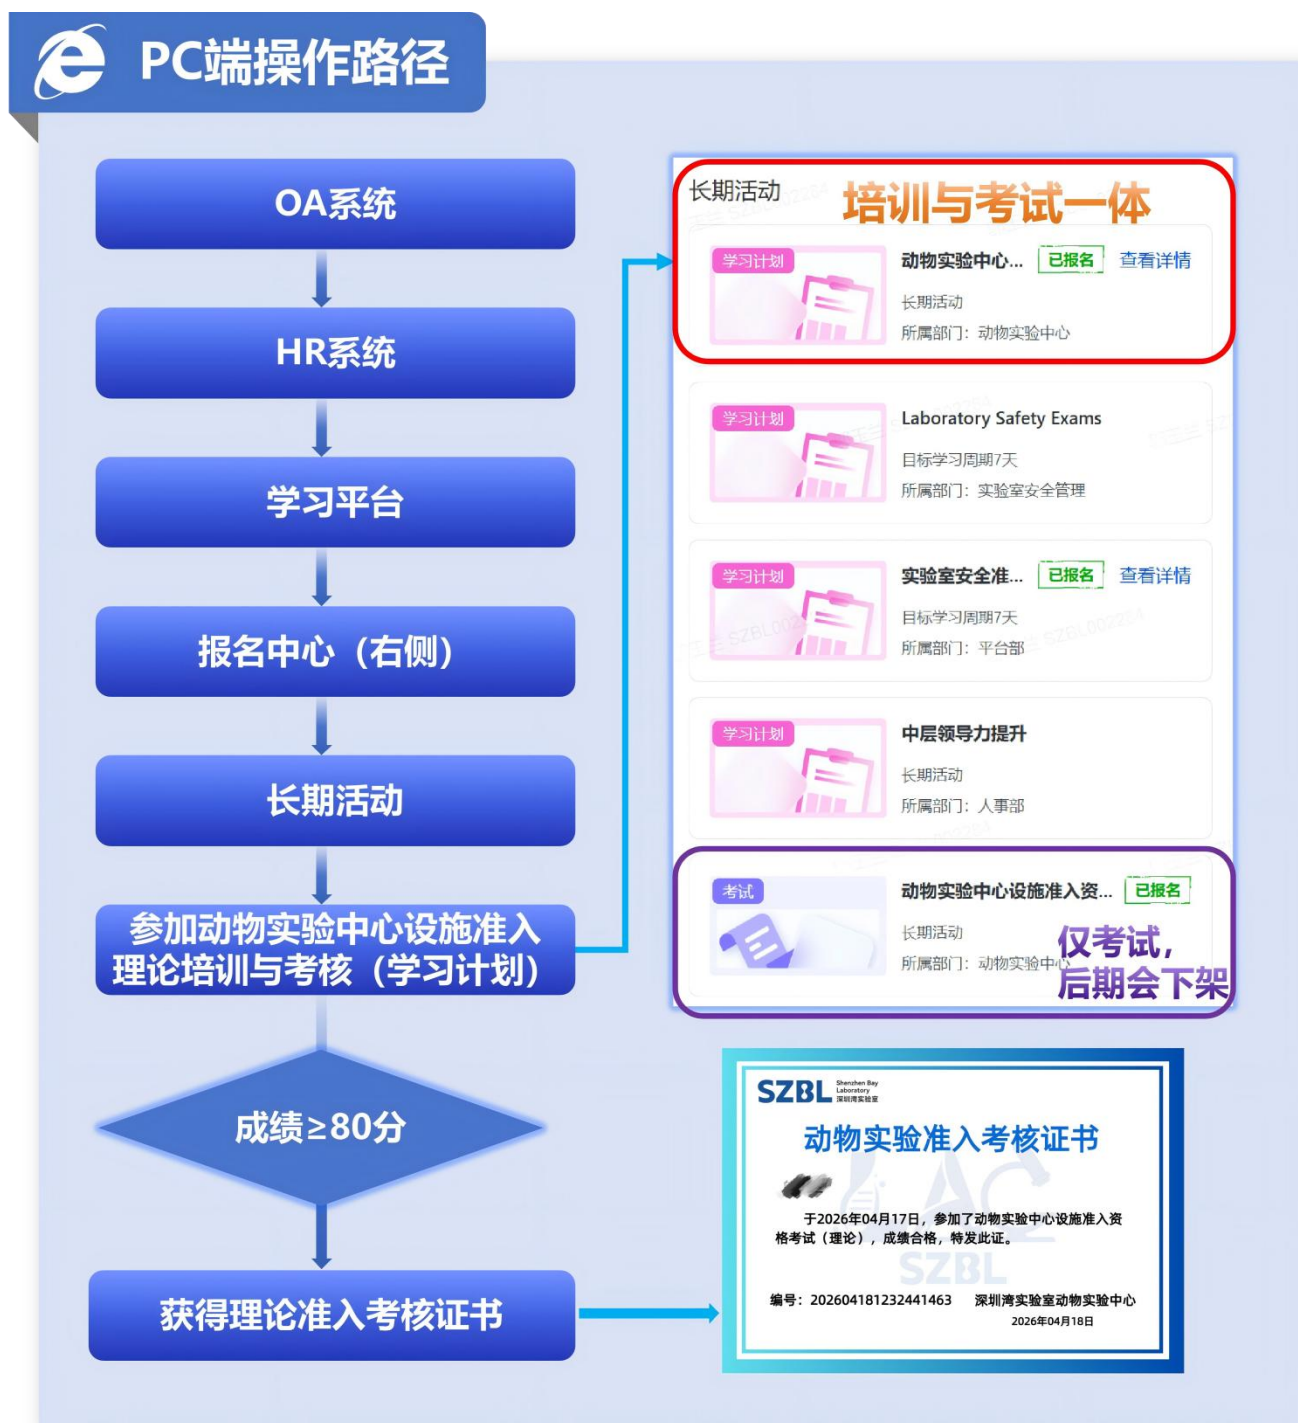 PC端操作路径
OA系统
HR系统
学习平台
报名中心（右侧）
长期活动
参加动物实验中心设施准入
理论培训与考核（学习计划）
成绩≥80分
获得理论准入考核证书
长期活动
培训与考试一体
学习计划
动物实验中心... 已报名 查看详情
长期活动
所属部门：动物实验中心
学习计划
Laboratory Safety Exams
目标学习周期7天
所属部门：实验室安全管理
学习计划
实验室安全准... 已报名 查看详情
目标学习周期7天
所属部门：平台部
学习计划
中层领导力提升
长期活动
所属部门：人事部
考试
动物实验中心设施准入资... 已报名
长期活动
所属部门：动物实验中心
仅考试，
后期会下架
SZBL Shenzhen Bay
Laboratory
深圳湾实验室
动物实验准入考核证书
于2026年04月17日，参加了动物实验中心设施准入资
格考试（理论），成绩合格，特发此证。
SZBL
编号：202604181232441463 深圳湾实验室动物实验中心
2026年04月18日